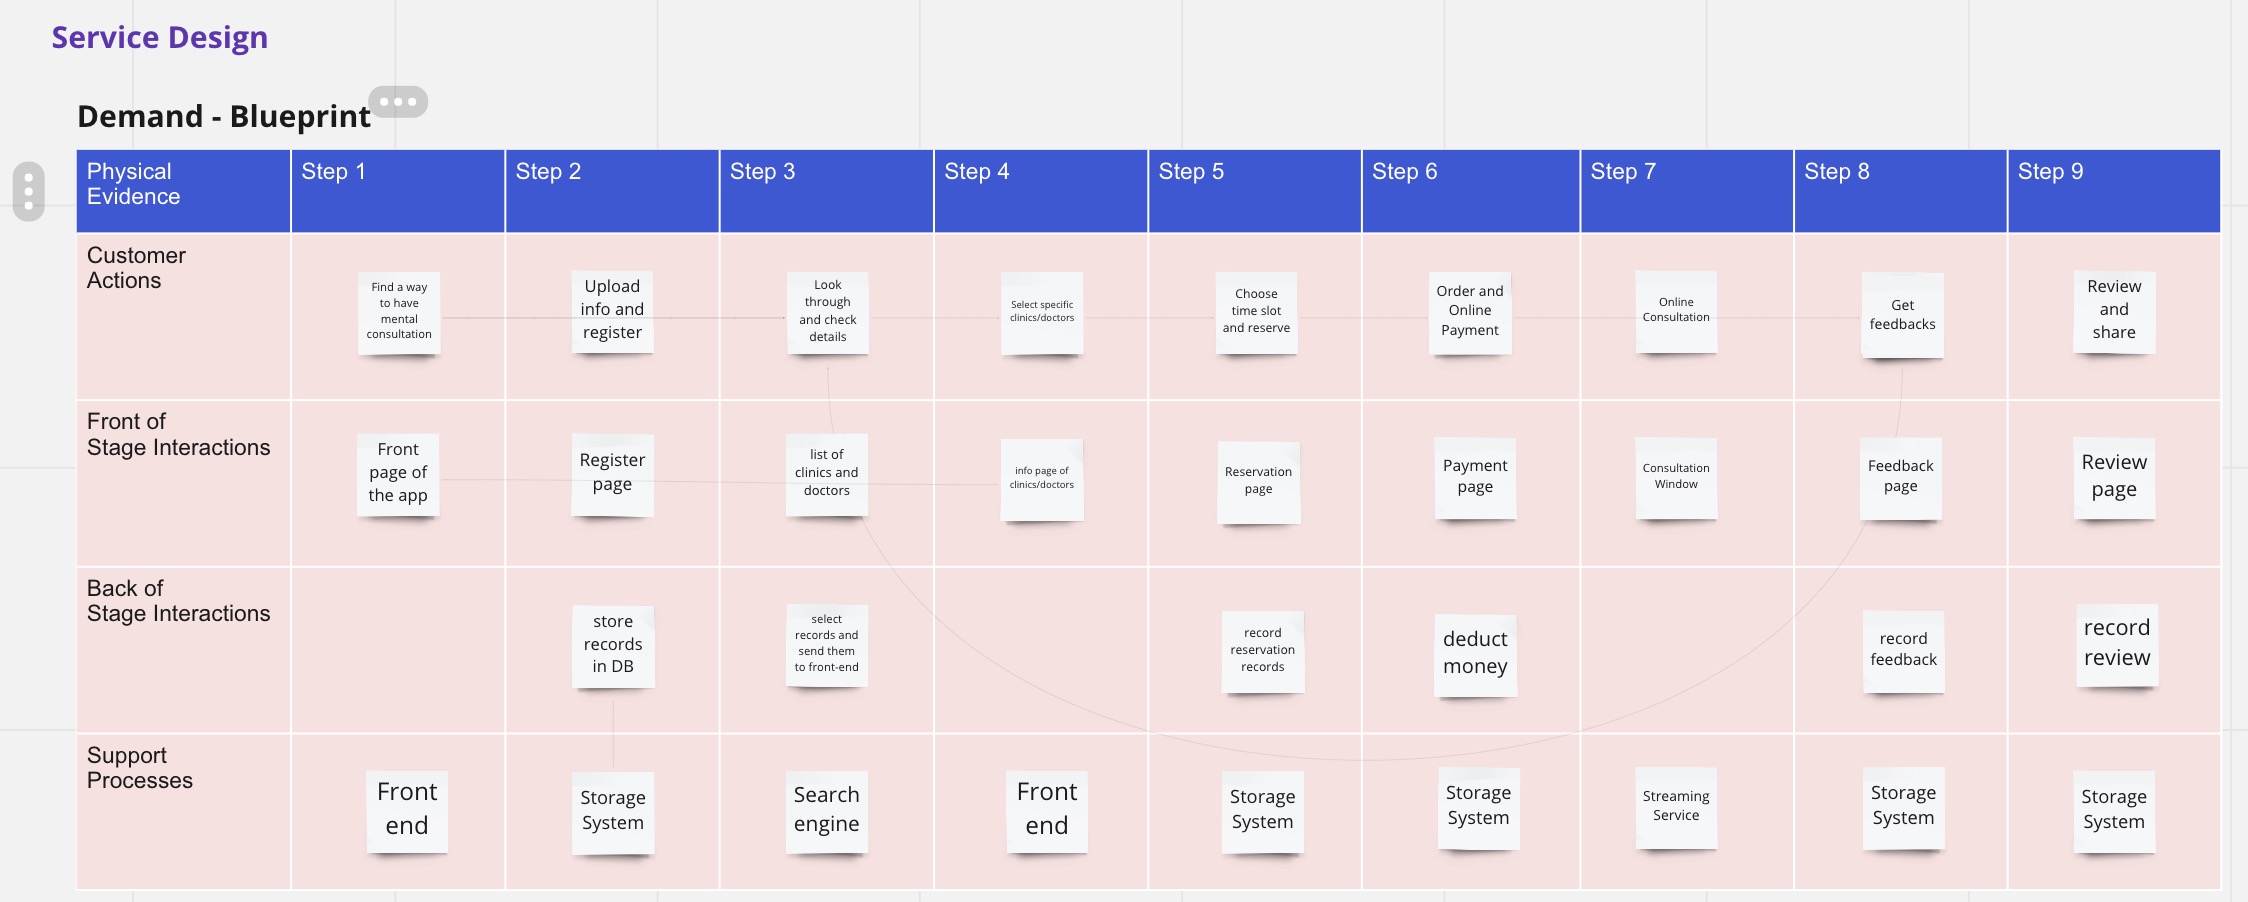 Service Design
Demand - Blueprint
Physical
Evidence
Step 1
Step 2
Step 3
Step 4
Step 5
Step 6
Step 7
Step 8
Step 9
Customer
Actions
Find a way
to have
mental
consultation
Upload
info and
register
Look
through
and check
details
Select specific
clinics/doctors
Choose
time slot
and reserve
Order and
Online
Payment
Online
Consultation
Get
feedbacks
Review
and
share
Front of
Stage Interactions
Front
page of
the app
Register
page
list of
clinics and
doctors
info page of
clinics/doctors
Reservation
page
Payment
page
Consultation
Window
Feedback
page
Review
page
Back of
Stage Interactions
store
records
in DB
select
records and
send them
to front-end
record
reservation
records
deduct
money
record
feedback
record
review
Support
Processes
Front
end
Storage
System
Search
engine
Front
end
Storage
System
Storage
System
Streaming
Service
Storage
System
Storage
System